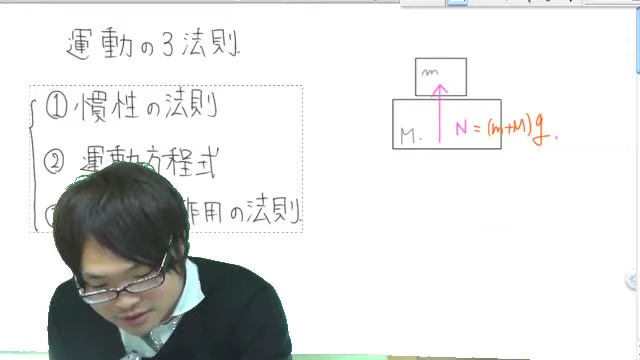 運動の3法則
① 慣性の法則
② 運動方程式
作用の法則
m
M.
N = (m+M)g.